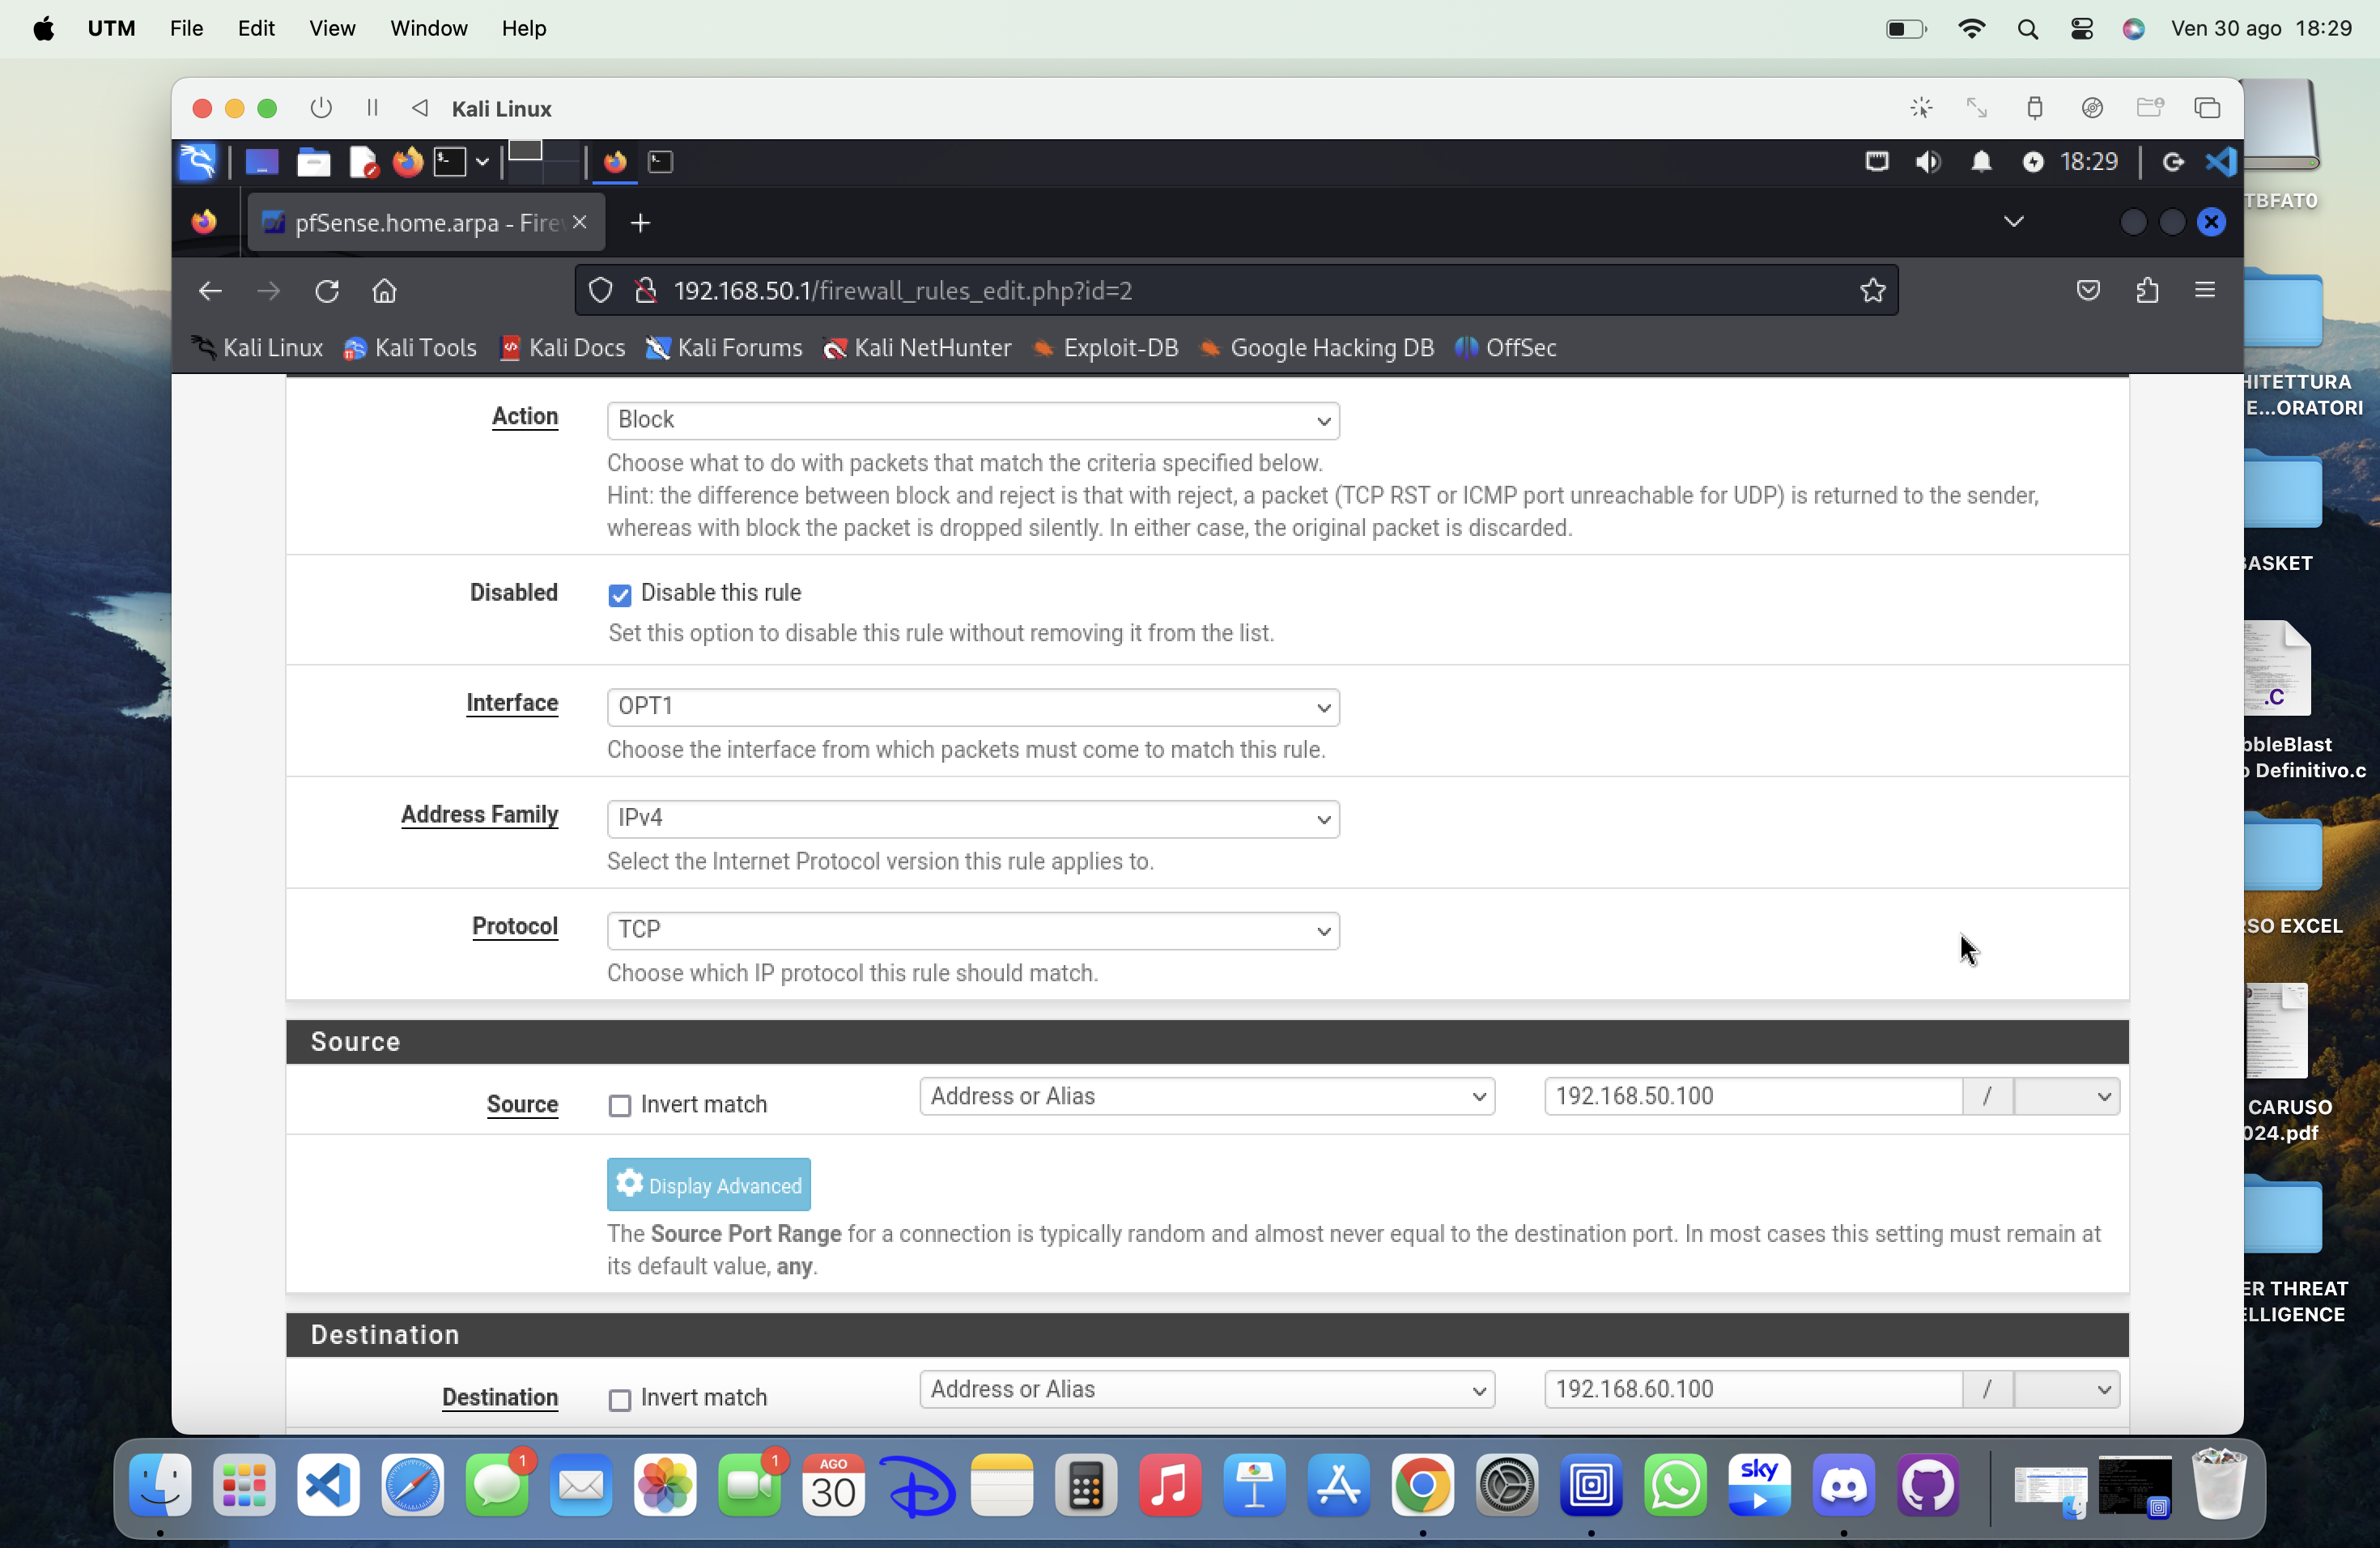 UTM File Edit View Window Help Ven 30 ago 18:29
Kali Linux
18:29
pfSense.home.arpa - Fire
192.168.50.1/firewall_rules_edit.php?id=2
Kali Linux Kali Tools Kali Docs Kali Forums Kali NetHunter Exploit-DB Google Hacking DB OffSec
Action
Block
Choose what to do with packets that match the criteria specified below.
Hint: the difference between block and reject is that with reject, a packet (TCP RST or ICMP port unreachable for UDP) is returned to the sender,
whereas with block the packet is dropped silently. In either case, the original packet is discarded.
Disabled
Disable this rule
Set this option to disable this rule without removing it from the list.
Interface
OPT1
Choose the interface from which packets must come to match this rule.
Address Family
IPv4
Select the Internet Protocol version this rule applies to.
Protocol
TCP
Choose which IP protocol this rule should match.
Source
Source Invert match Address or Alias 192.168.50.100 /
Display Advanced
The Source Port Range for a connection is typically random and almost never equal to the destination port. In most cases this setting must remain at
its default value, any.
Destination
Destination Invert match Address or Alias 192.168.60.100 /
TBFAT0
HITETTURA
E...ORATORI
BASKET
.C
bbleBlast
o Definitivo.c
RSO EXCEL
CARUSO
024.pdf
ER THREAT
ELLIGENCE
1
1
AGO
30
sky